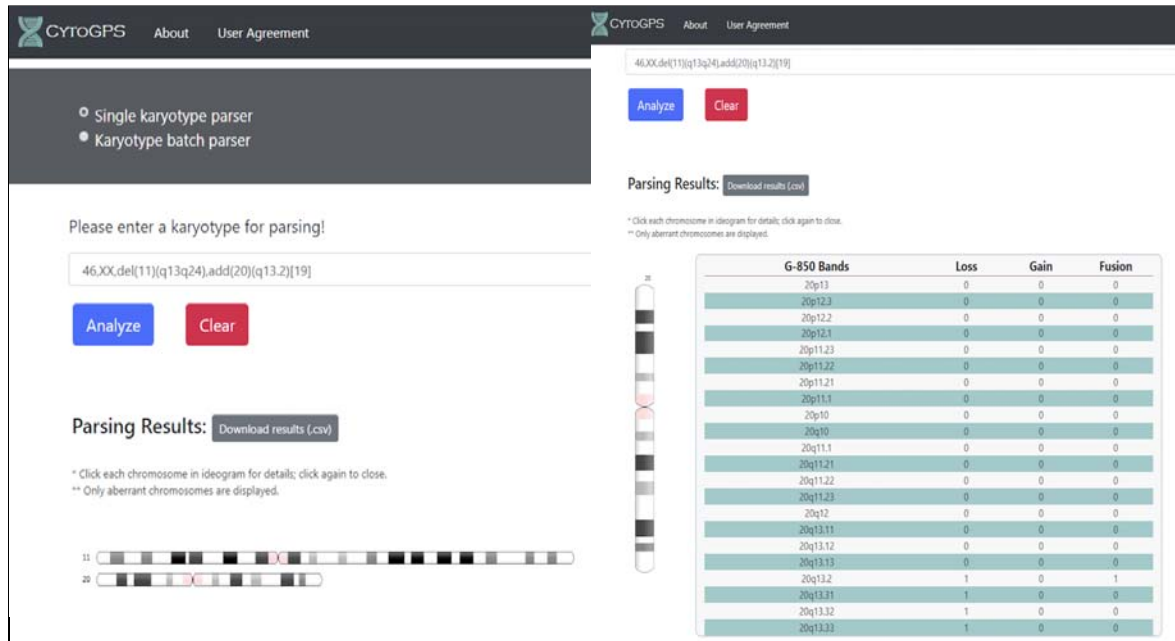 CYTOGPS About User Agreement
Single karyotype parser
Karyotype batch parser
Please enter a karyotype for parsing!
46,XX,del(11)(q13q24),add(20)(q13.2)[19]
Analyze Clear
Parsing Results: Download results (.csv)
* Click each chromosome in ideogram for details; click again to close.
** Only aberrant chromosomes are displayed.
11
20
CYTOGPS About User Agreement
46,XX,del(11)(q13q24),add(20)(q13.2)[19]
Analyze Clear
Parsing Results: Download results (.csv)
* Click each chromosome in ideogram for details; click again to close.
** Only aberrant chromosomes are displayed.
20
G-850 Bands Loss Gain Fusion
20p13 0 0 0
20p12.3 0 0 0
20p12.2 0 0 0
20p12.1 0 0 0
20p11.23 0 0 0
20p11.22 0 0 0
20p11.21 0 0 0
20p11.1 0 0 0
20p10 0 0 0
20q10 0 0 0
20q11.1 0 0 0
20q11.21 0 0 0
20q11.22 0 0 0
20q11.23 0 0 0
20q12 0 0 0
20q13.11 0 0 0
20q13.12 0 0 0
20q13.13 0 0 0
20q13.2 1 0 1
20q13.31 1 0 0
20q13.32 1 0 0
20q13.33 1 0 0